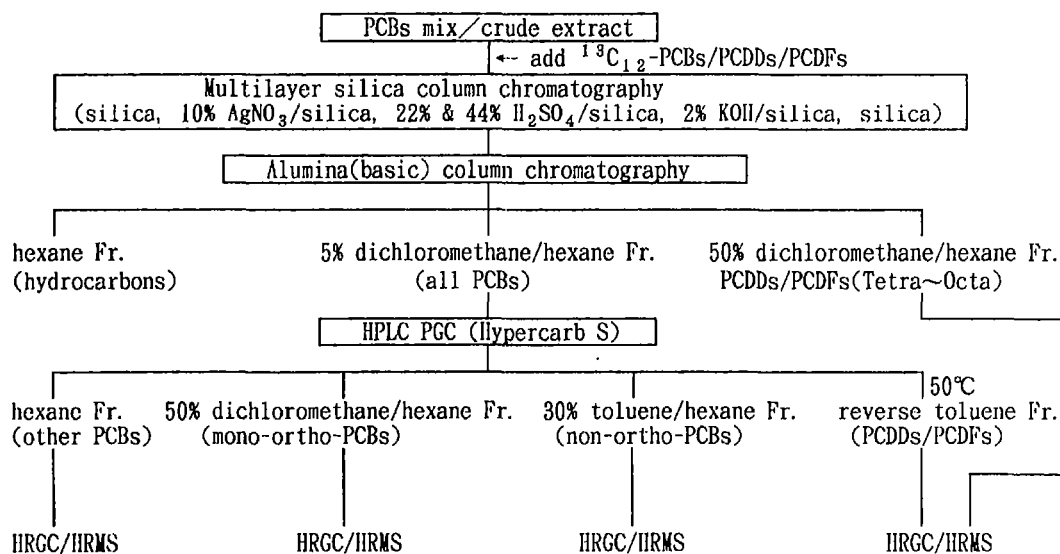 PCBs mix／crude extract
← add ¹³C₁₂-PCBs/PCDDs/PCDFs
Multilayer silica column chromatography
(silica, 10% AgNO₃/silica, 22% & 44% H₂SO₄/silica, 2% KOH/silica, silica)
Alumina(basic) column chromatography
hexane Fr. 5% dichloromethane/hexane Fr. 50% dichloromethane/hexane Fr.
(hydrocarbons) (all PCBs) PCDDs/PCDFs(Tetra～Octa)
HPLC PGC (Hypercarb S)
50℃
hexane Fr. 50% dichloromethane/hexane Fr. 30% toluene/hexane Fr. reverse toluene Fr.
(other PCBs) (mono-ortho-PCBs) (non-ortho-PCBs) (PCDDs/PCDFs)
HRGC/HRMS HRGC/HRMS HRGC/HRMS HRGC/HRMS